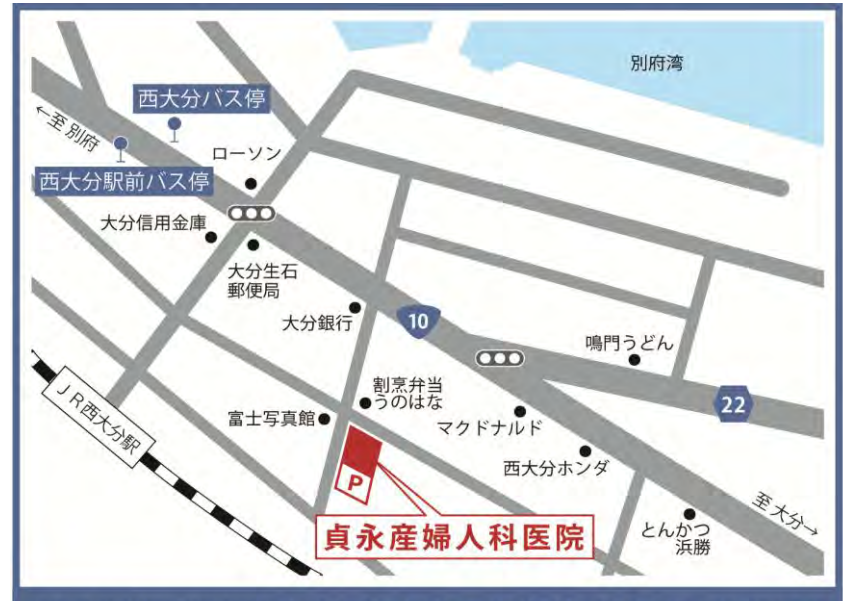 別府湾
西大分バス停
←至 別府
ローソン
西大分駅前バス停
大分信用金庫
大分生石
郵便局
大分銀行
10
鳴門うどん
割烹弁当
うのはな
22
富士写真館
マクドナルド
JR西大分駅
西大分ホンダ
P
至 大分→
とんかつ
浜勝
貞永産婦人科医院